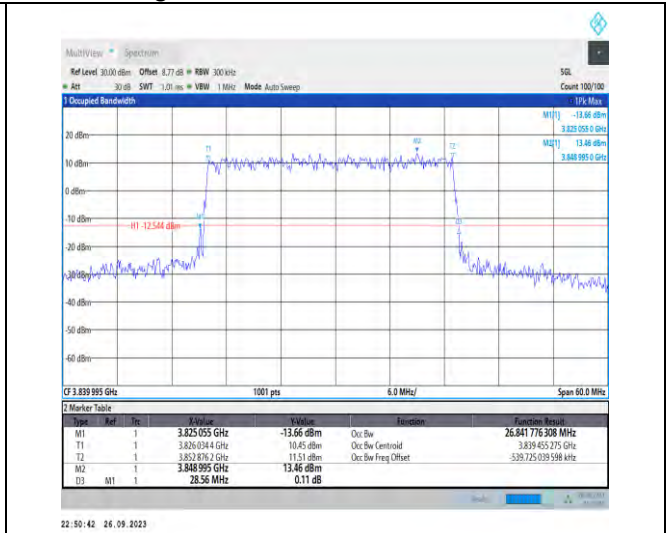 MultiView Spectrum
Ref Level 30.00 dBm Offset 8.77 dB RBW 300 kHz SGL
Att 30 dB SWT 1.01 ms VBW 1 MHz Mode Auto Sweep Count 100/100
1 Occupied Bandwidth 1Pk Max
M1[1] -13.66 dBm
3.825 055 0 GHz
M2[1] 13.46 dBm
3.848 995 0 GHz
20 dBm
M2
T1 T2
10 dBm
0 dBm
-10 dBm
M1
H1 -12.544 dBm
D3
-20 dBm
-30 dBm
-40 dBm
-50 dBm
-60 dBm
CF 3.839 995 GHz 1001 pts 6.0 MHz/ Span 60.0 MHz
2 Marker Table
Type Ref Trc X-Value Y-Value Function Function Result
M1 1 3.825 055 GHz -13.66 dBm Occ Bw 26.841 776 308 MHz
T1 1 3.826 034 4 GHz 10.45 dBm Occ Bw Centroid 3.839 455 275 GHz
T2 1 3.852 876 2 GHz 11.51 dBm Occ Bw Freq Offset -539.725 039 598 kHz
M2 1 3.848 995 GHz 13.46 dBm
D3 M1 1 28.56 MHz 0.11 dB
22:50:42 26.09.2023